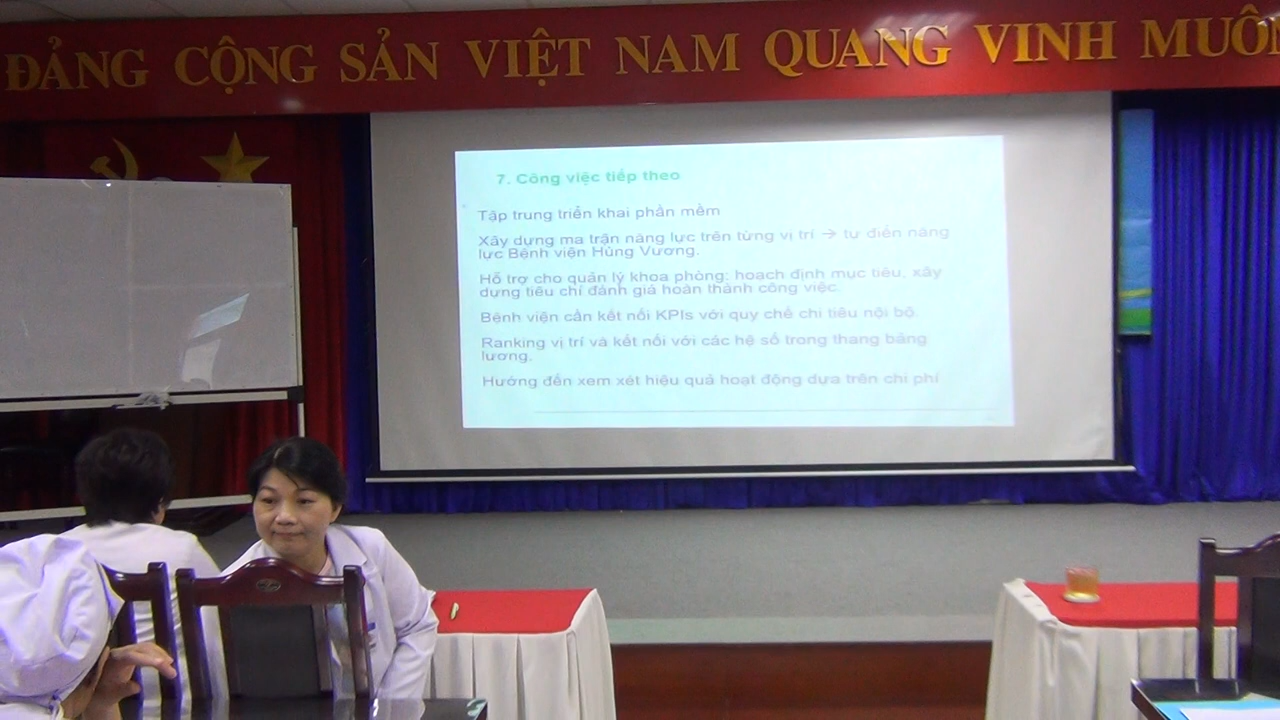 ĐẢNG CỘNG SẢN VIỆT NAM QUANG VINH MUÔN
7. Công việc tiếp theo
Tập trung triển khai phần mềm
Xây dựng ma trận năng lực trên từng vị trí → tự điển năng
lực Bệnh viện Hùng Vương.
Hỗ trợ cho quản lý khoa phòng: hoạch định mục tiêu, xây
dựng tiêu chí đánh giá hoàn thành công việc.
Bệnh viện cần kết nối KPIs với quy chế chi tiêu nội bộ.
Ranking vị trí và kết nối với các hệ số trong thang bảng
lương.
Hướng đến xem xét hiệu quả hoạt động dựa trên chi phí